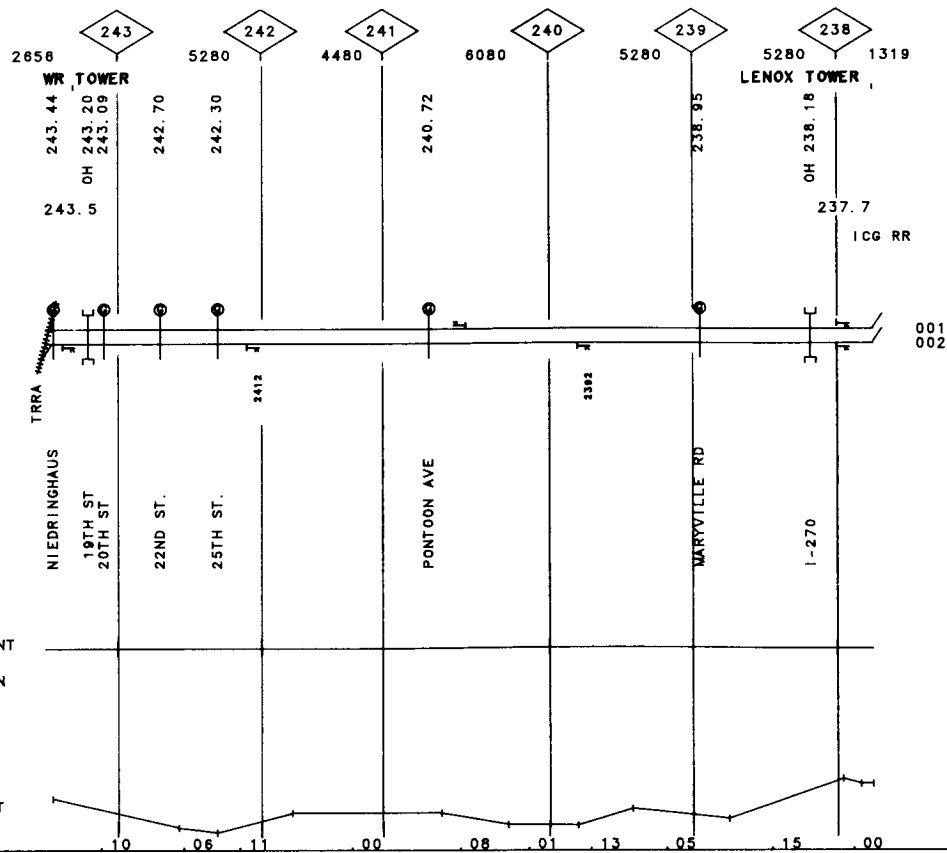 243 242 241 240 239 238
2658 5280 4480 6080 5280 5280 1319
WR TOWER LENOX TOWER
243.44
OH 243.20
243.09
242.70
242.30
240.72
238.95
OH 238.18
243.5 237.7
ICG RR
001
002
TRRA
2412
2392
NIEDRINGHAUS
19TH ST
20TH ST
22ND ST.
25TH ST.
PONTOON AVE
MARYVILLE RD
I-270
NT
N
T
.10 .06 .11 .00 .08 .01 .13 .05 .15 .00